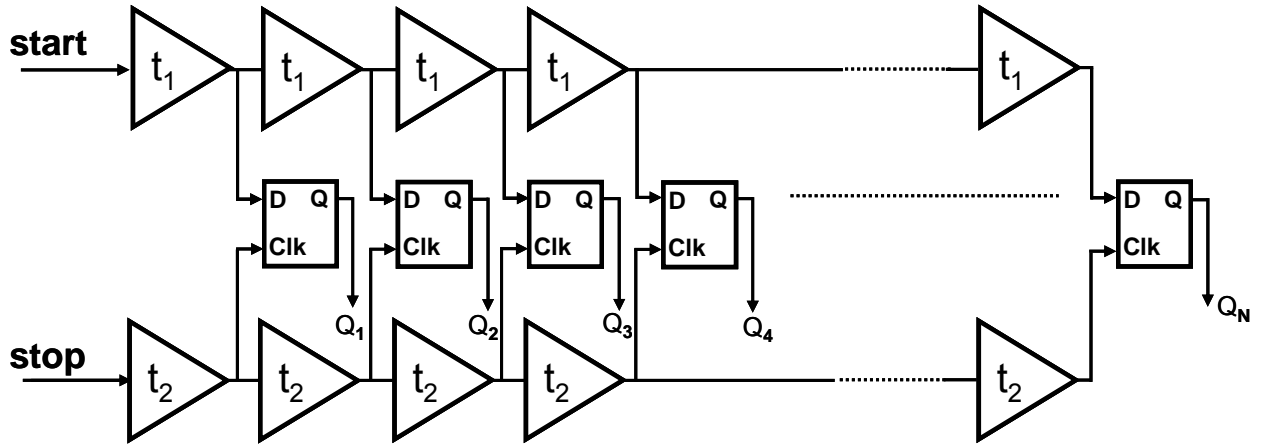 start t₁ t₁ t₁ t₁ t₁
D Q D Q D Q D Q D Q
Clk Clk Clk Clk Clk
Q₁ Q₂ Q₃ Q₄ Q_N
stop t₂ t₂ t₂ t₂ t₂